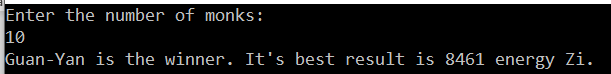 Enter the number of monks:
10
Guan-Yan is the winner. It's best result is 8461 energy Zi.